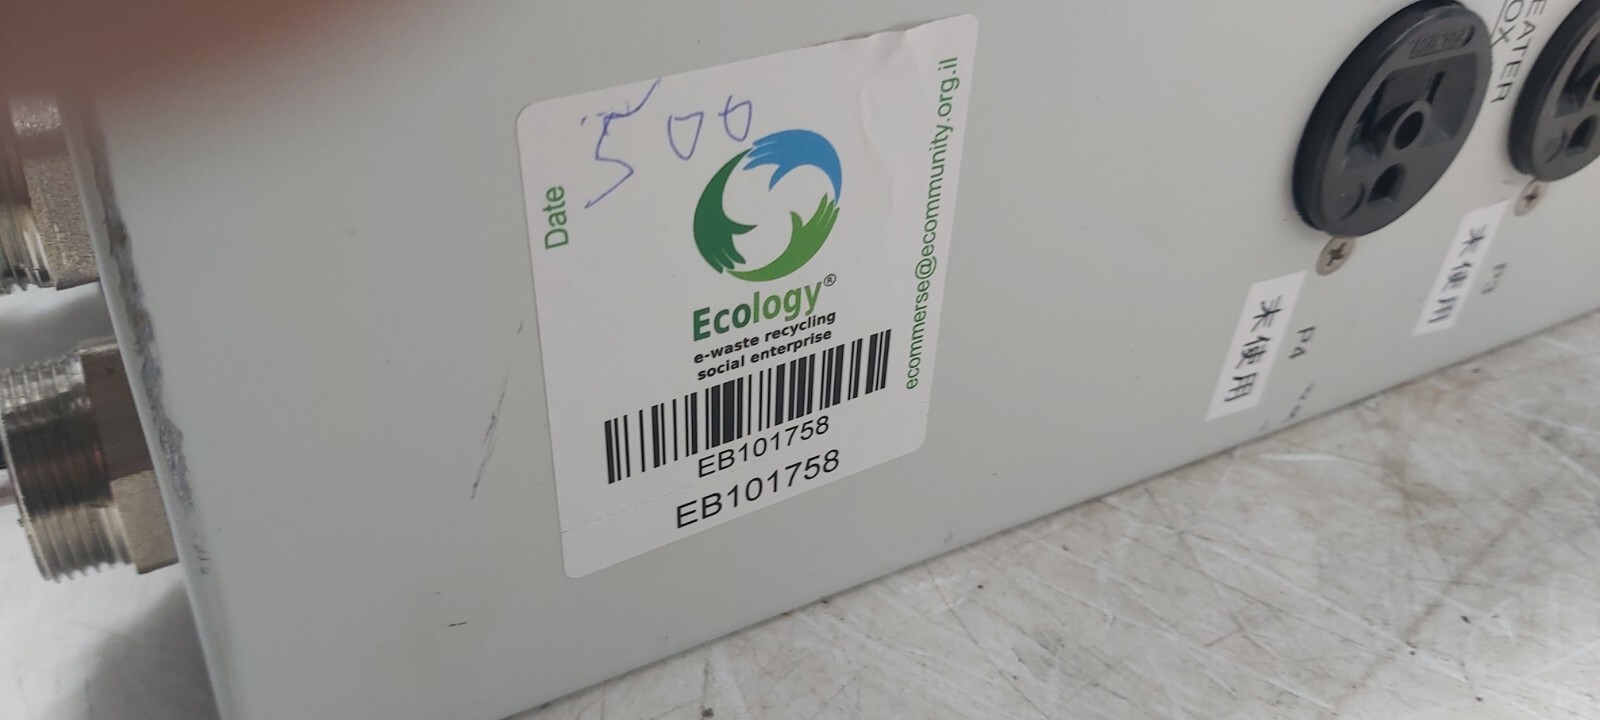 500
Date
Ecology®
e-waste recycling
social enterprise
EB101758
EB101758
ecommerse@ecommunity.org.il
P4
未使用
P3
未使用
EATER
OX